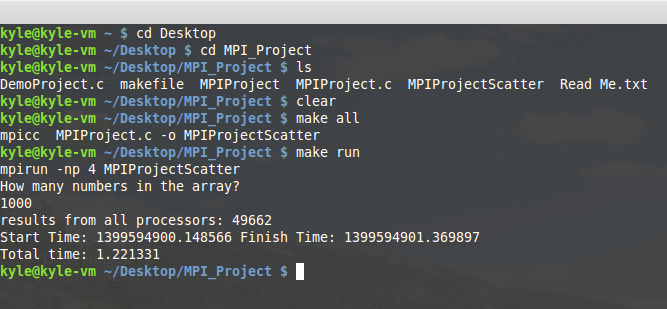 kyle@kyle-vm ~ $ cd Desktop
kyle@kyle-vm ~/Desktop $ cd MPI_Project
kyle@kyle-vm ~/Desktop/MPI_Project $ ls
DemoProject.c  makefile  MPIProject  MPIProject.c  MPIProjectScatter  Read Me.txt
kyle@kyle-vm ~/Desktop/MPI_Project $ clear
kyle@kyle-vm ~/Desktop/MPI_Project $ make all
mpicc  MPIProject.c -o MPIProjectScatter
kyle@kyle-vm ~/Desktop/MPI_Project $ make run
mpirun -np 4 MPIProjectScatter
How many numbers in the array?
1000
results from all processors: 49662
Start Time: 1399594900.148566 Finish Time: 1399594901.369897
Total time: 1.221331
kyle@kyle-vm ~/Desktop/MPI_Project $